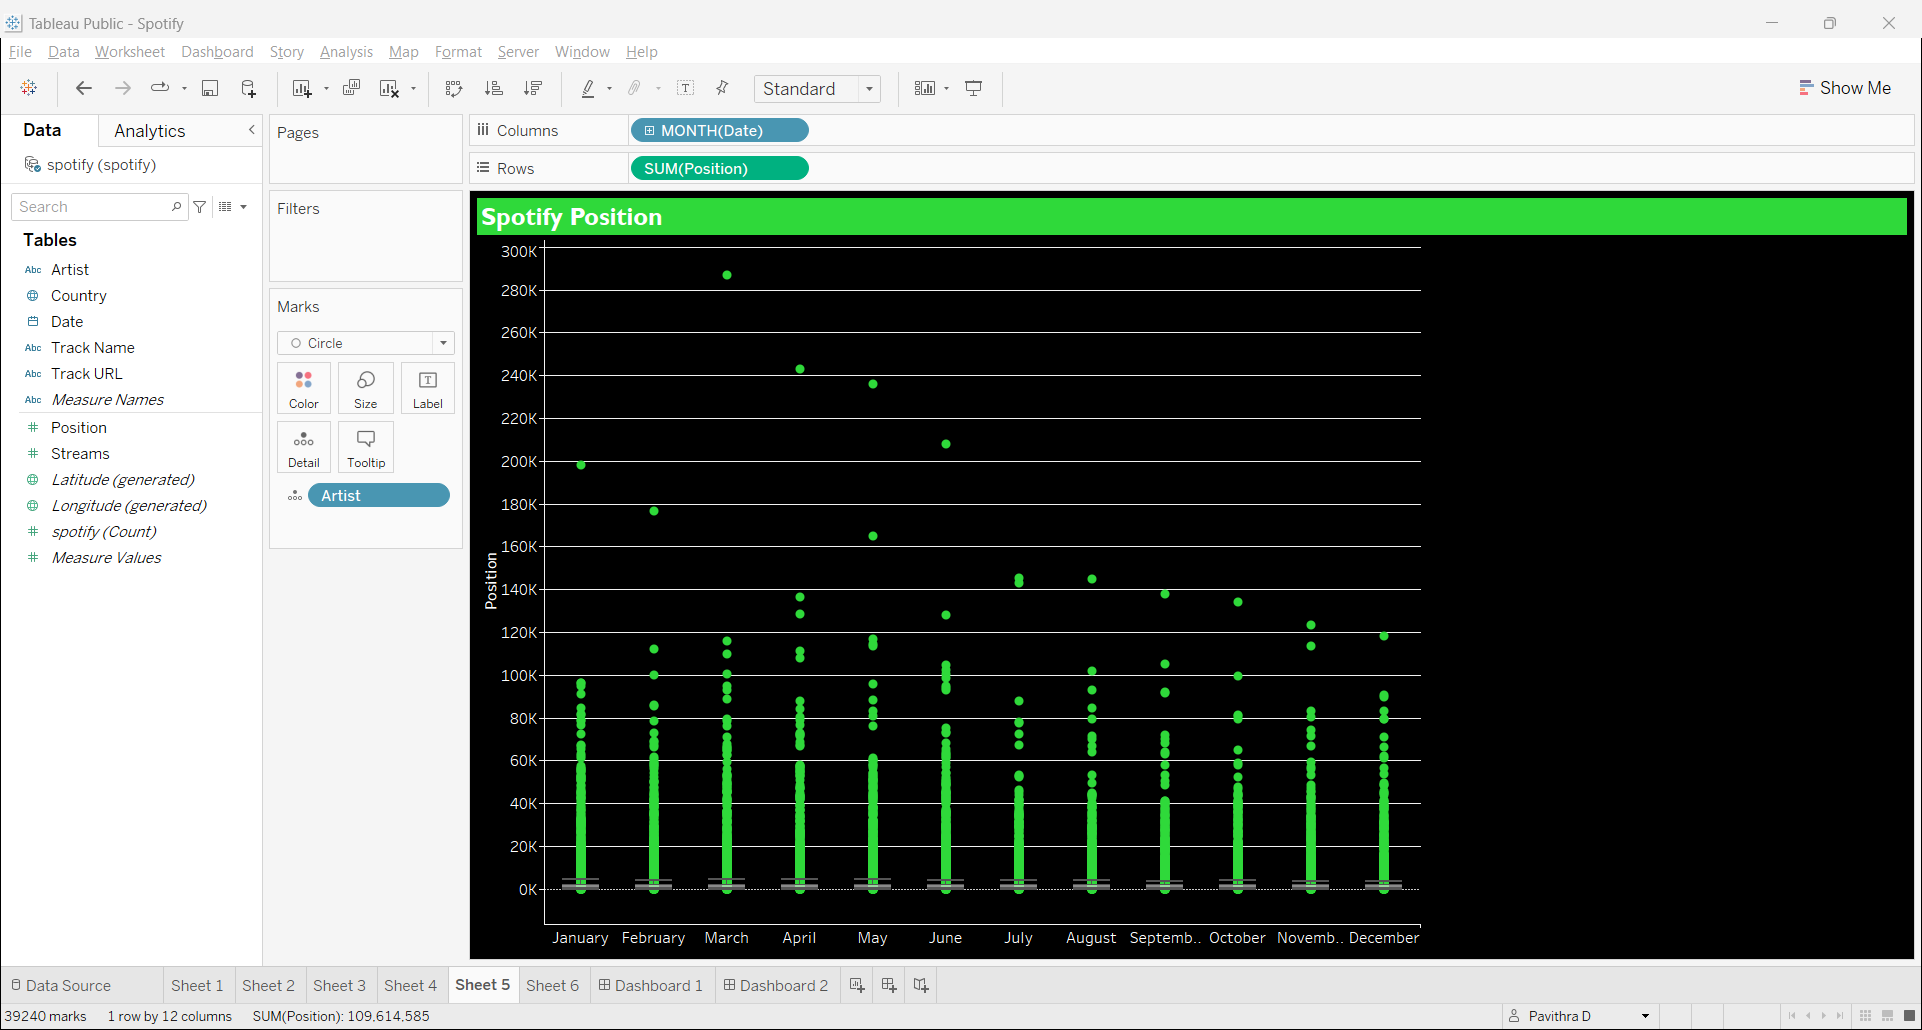 Tableau Public - Spotify
File Data Worksheet Dashboard Story Analysis Map Format Server Window Help
Standard
Show Me
Data Analytics
spotify (spotify)
Search
Tables
Abc Artist
Country
Date
Abc Track Name
Abc Track URL
Abc Measure Names
Position
Streams
Latitude (generated)
Longitude (generated)
spotify (Count)
Measure Values
Pages
Filters
Marks
Circle
Color Size Label
Detail Tooltip
Artist
Columns MONTH(Date)
Rows SUM(Position)
Spotify Position
300K
280K
260K
240K
220K
200K
180K
160K
140K
120K
100K
80K
60K
40K
20K
0K
Position
January February March April May June July August Septemb.. October Novemb.. December
Data Source Sheet 1 Sheet 2 Sheet 3 Sheet 4 Sheet 5 Sheet 6 Dashboard 1 Dashboard 2
39240 marks 1 row by 12 columns SUM(Position): 109,614,585 Pavithra D